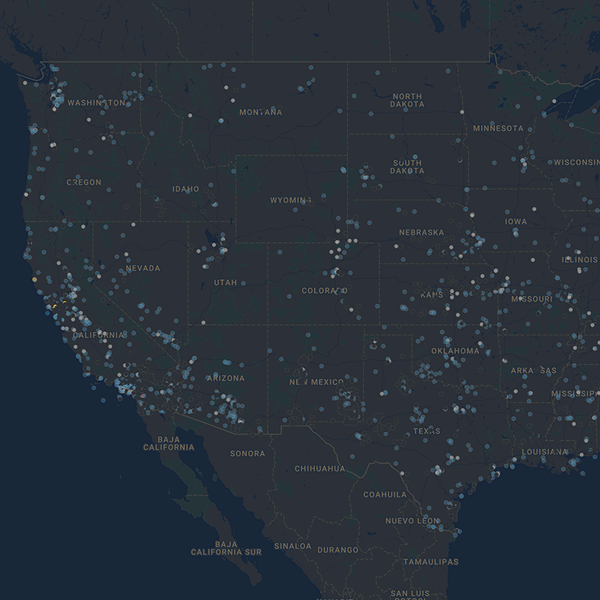 WASHINGTON
MONTANA
NORTH
DAKOTA
MINNESOTA
WISCONSIN
SOUTH
DAKOTA
OREGON
IDAHO
WYOMING
IOWA
NEBRASKA
ILLINOIS
NEVADA
UTAH
COLORADO
KANS
MISSOURI
CALIFORNIA
OKLAHOMA
ARIZONA
NEW MEXICO
ARKANSAS
MISSISSIP
TEXAS
BAJA
CALIFORNIA
SONORA
LOUISIANA
CHIHUAHUA
COAHUILA
NUEVO LEON
BAJA
CALIFORNIA SUR
SINALOA
DURANGO
TAMAULIPAS
SAN LUIS